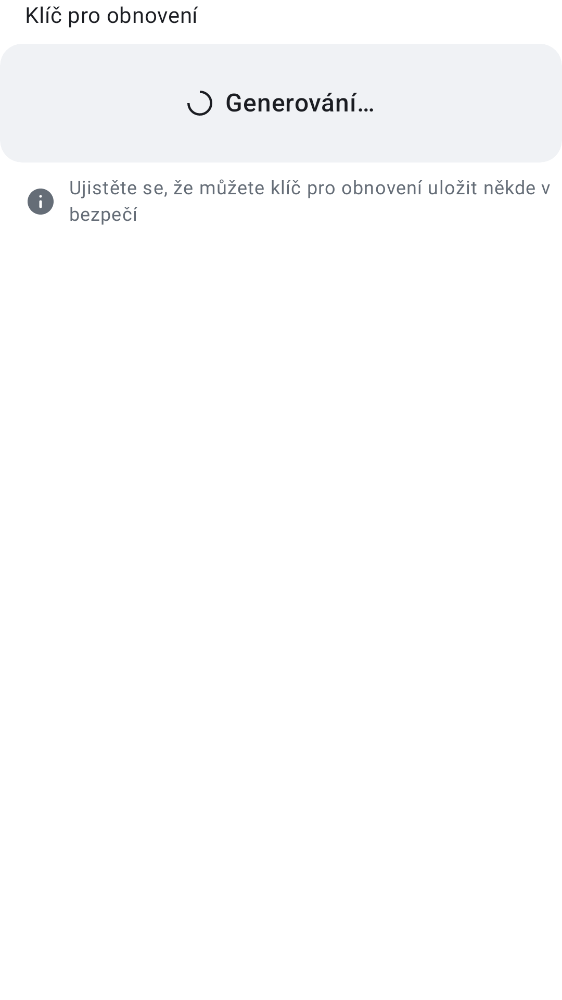 Klíč pro obnovení
Generování…
Ujistěte se, že můžete klíč pro obnovení uložit někde v
bezpečí